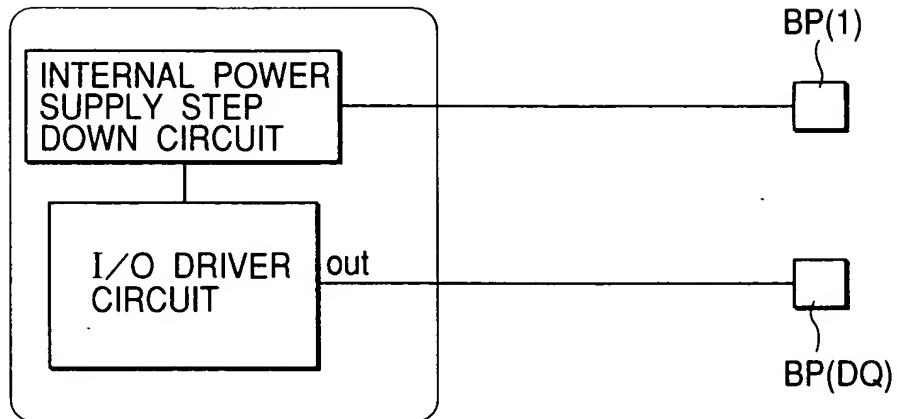 BP(1)
INTERNAL POWER
SUPPLY STEP
DOWN CIRCUIT
I/O DRIVER
CIRCUIT
out
BP(DQ)